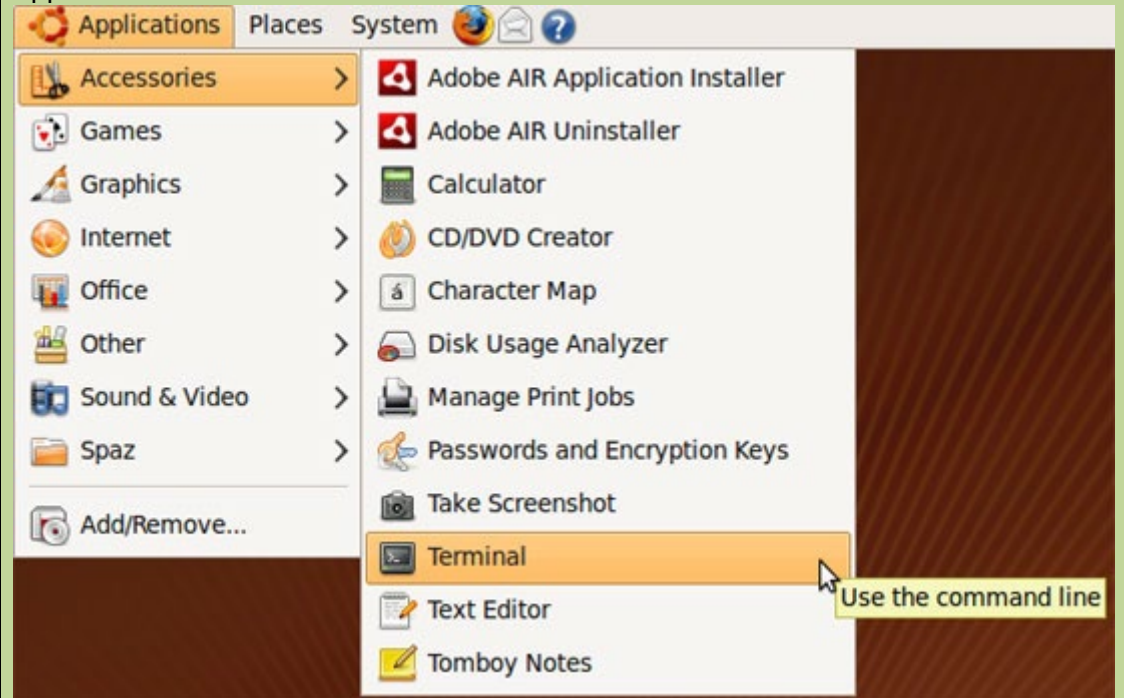 Applications Places System
Accessories
Games
Graphics
Internet
Office
Other
Sound & Video
Spaz
Add/Remove...
Adobe AIR Application Installer
Adobe AIR Uninstaller
Calculator
CD/DVD Creator
á Character Map
Disk Usage Analyzer
Manage Print Jobs
Passwords and Encryption Keys
Take Screenshot
Terminal
Text Editor
Tomboy Notes
Use the command line